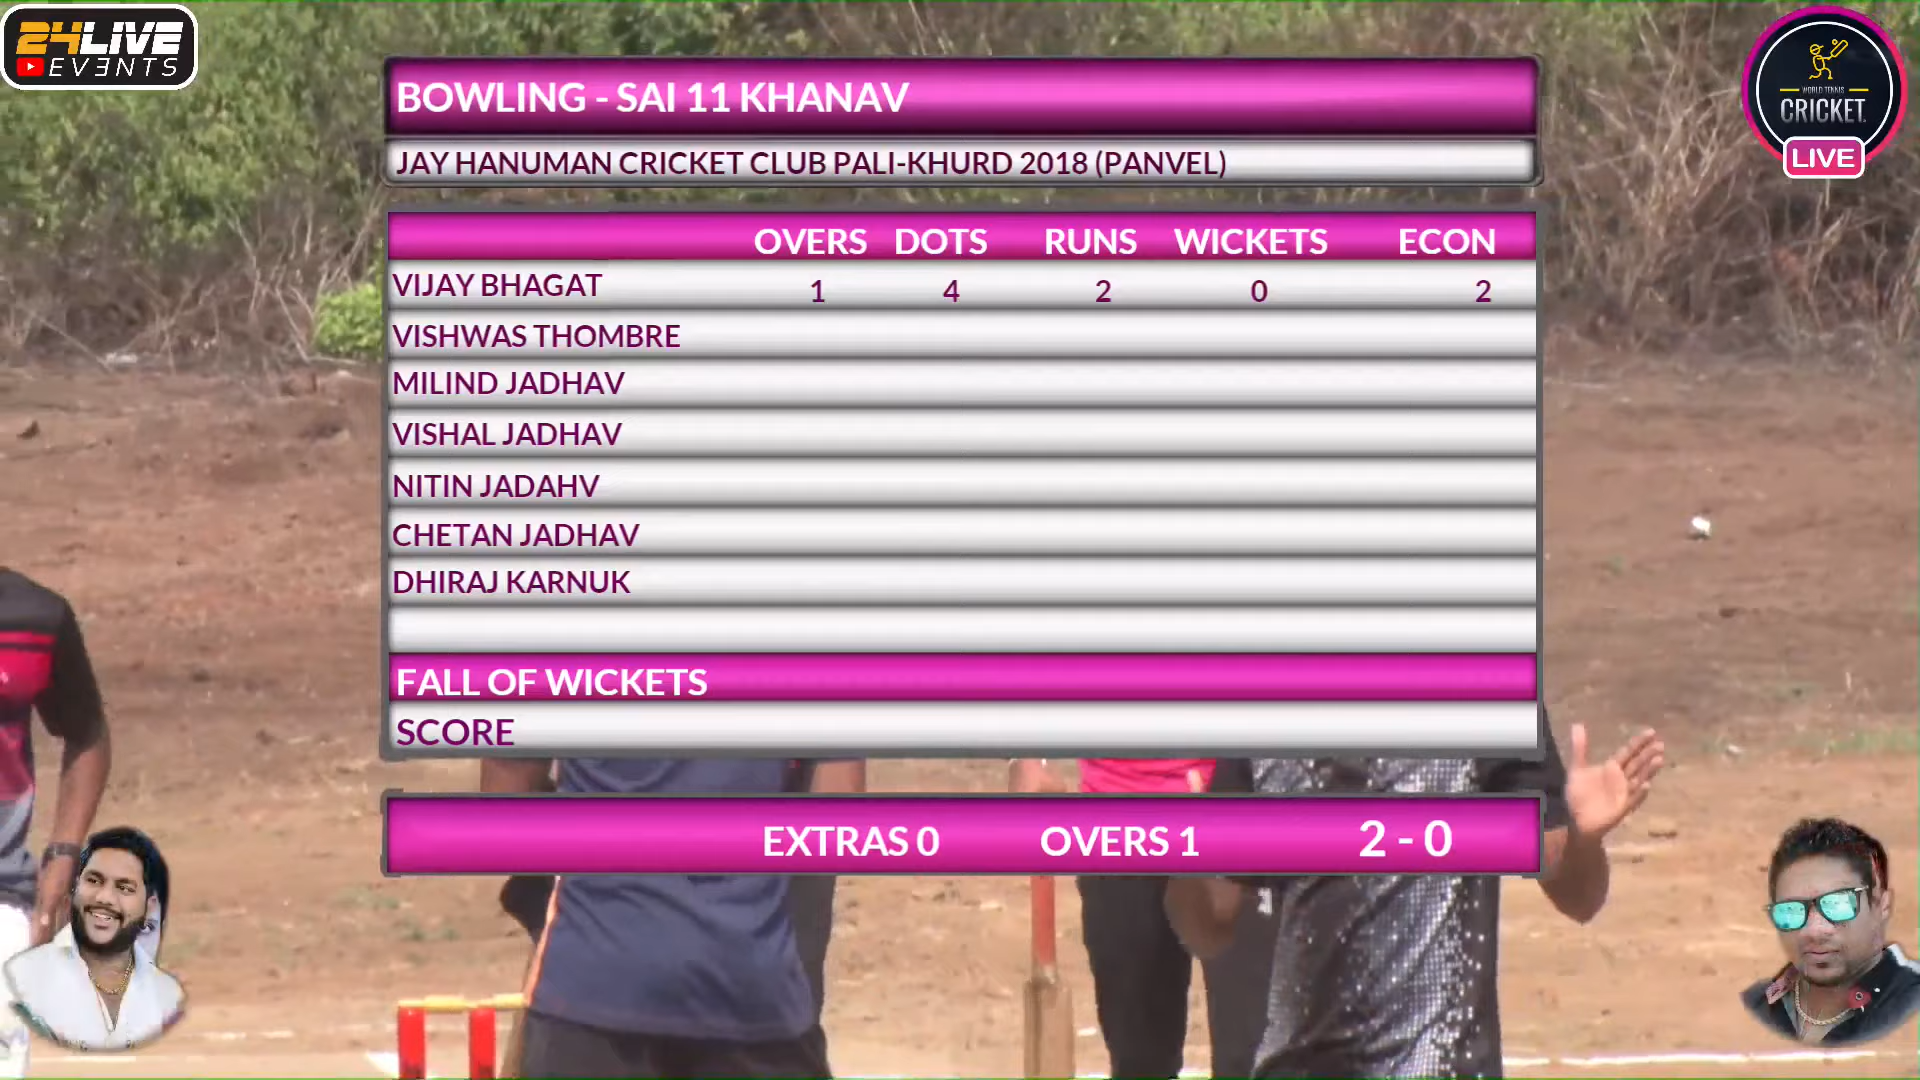 24LIVE
EVENTS
WORLD TENNIS
CRICKET
LIVE
BOWLING - SAI 11 KHANAV
JAY HANUMAN CRICKET CLUB PALI-KHURD 2018 (PANVEL)
OVERS DOTS RUNS WICKETS ECON
VIJAY BHAGAT 1 4 2 0 2
VISHWAS THOMBRE
MILIND JADHAV
VISHAL JADHAV
NITIN JADAHV
CHETAN JADHAV
DHIRAJ KARNUK
FALL OF WICKETS
SCORE
EXTRAS 0 OVERS 1 2 - 0